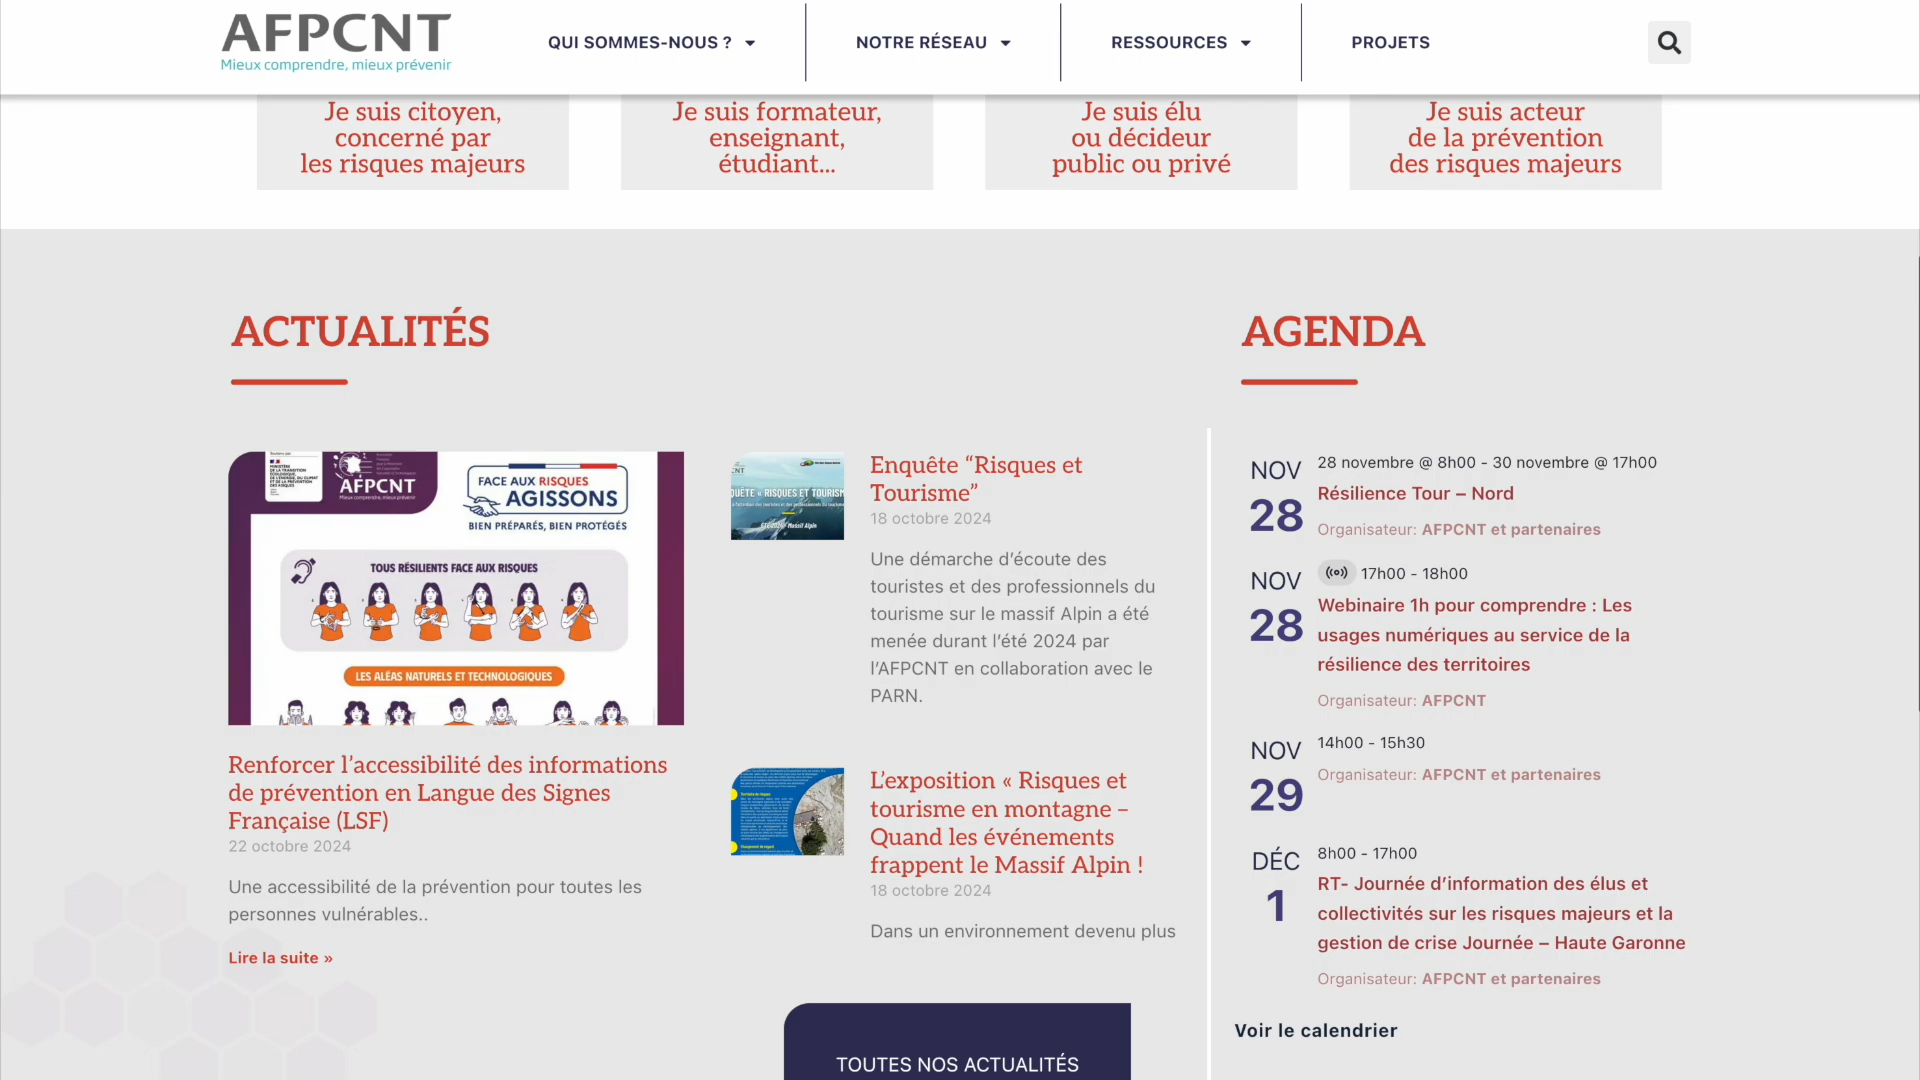 AFPCNT
Mieux comprendre, mieux prévenir
QUI SOMMES-NOUS ?
NOTRE RÉSEAU
RESSOURCES
PROJETS
Je suis citoyen,
concerné par
les risques majeurs
Je suis formateur,
enseignant,
étudiant...
Je suis élu
ou décideur
public ou privé
Je suis acteur
de la prévention
des risques majeurs
ACTUALITÉS
AFPCNT
Mieux comprendre, mieux prévenir
FACE AUX RISQUES
AGISSONS
BIEN PRÉPARÉS, BIEN PROTÉGÉS
TOUS RÉSILIENTS FACE AUX RISQUES
LES ALÉAS NATURELS ET TECHNOLOGIQUES
Renforcer l’accessibilité des informations
de prévention en Langue des Signes
Française (LSF)
22 octobre 2024
Une accessibilité de la prévention pour toutes les
personnes vulnérables..
Lire la suite »
Enquête “Risques et
Tourisme”
18 octobre 2024
Une démarche d’écoute des
touristes et des professionnels du
tourisme sur le massif Alpin a été
menée durant l’été 2024 par
l’AFPCNT en collaboration avec le
PARN.
L’exposition « Risques et
tourisme en montagne –
Quand les événements
frappent le Massif Alpin !
18 octobre 2024
Dans un environnement devenu plus
TOUTES NOS ACTUALITÉS
AGENDA
NOV
28
28 novembre @ 8h00 - 30 novembre @ 17h00
Résilience Tour – Nord
Organisateur: AFPCNT et partenaires
NOV
28
17h00 - 18h00
Webinaire 1h pour comprendre : Les
usages numériques au service de la
résilience des territoires
Organisateur: AFPCNT
NOV
29
14h00 - 15h30
Organisateur: AFPCNT et partenaires
DÉC
1
8h00 - 17h00
RT- Journée d’information des élus et
collectivités sur les risques majeurs et la
gestion de crise Journée – Haute Garonne
Organisateur: AFPCNT et partenaires
Voir le calendrier